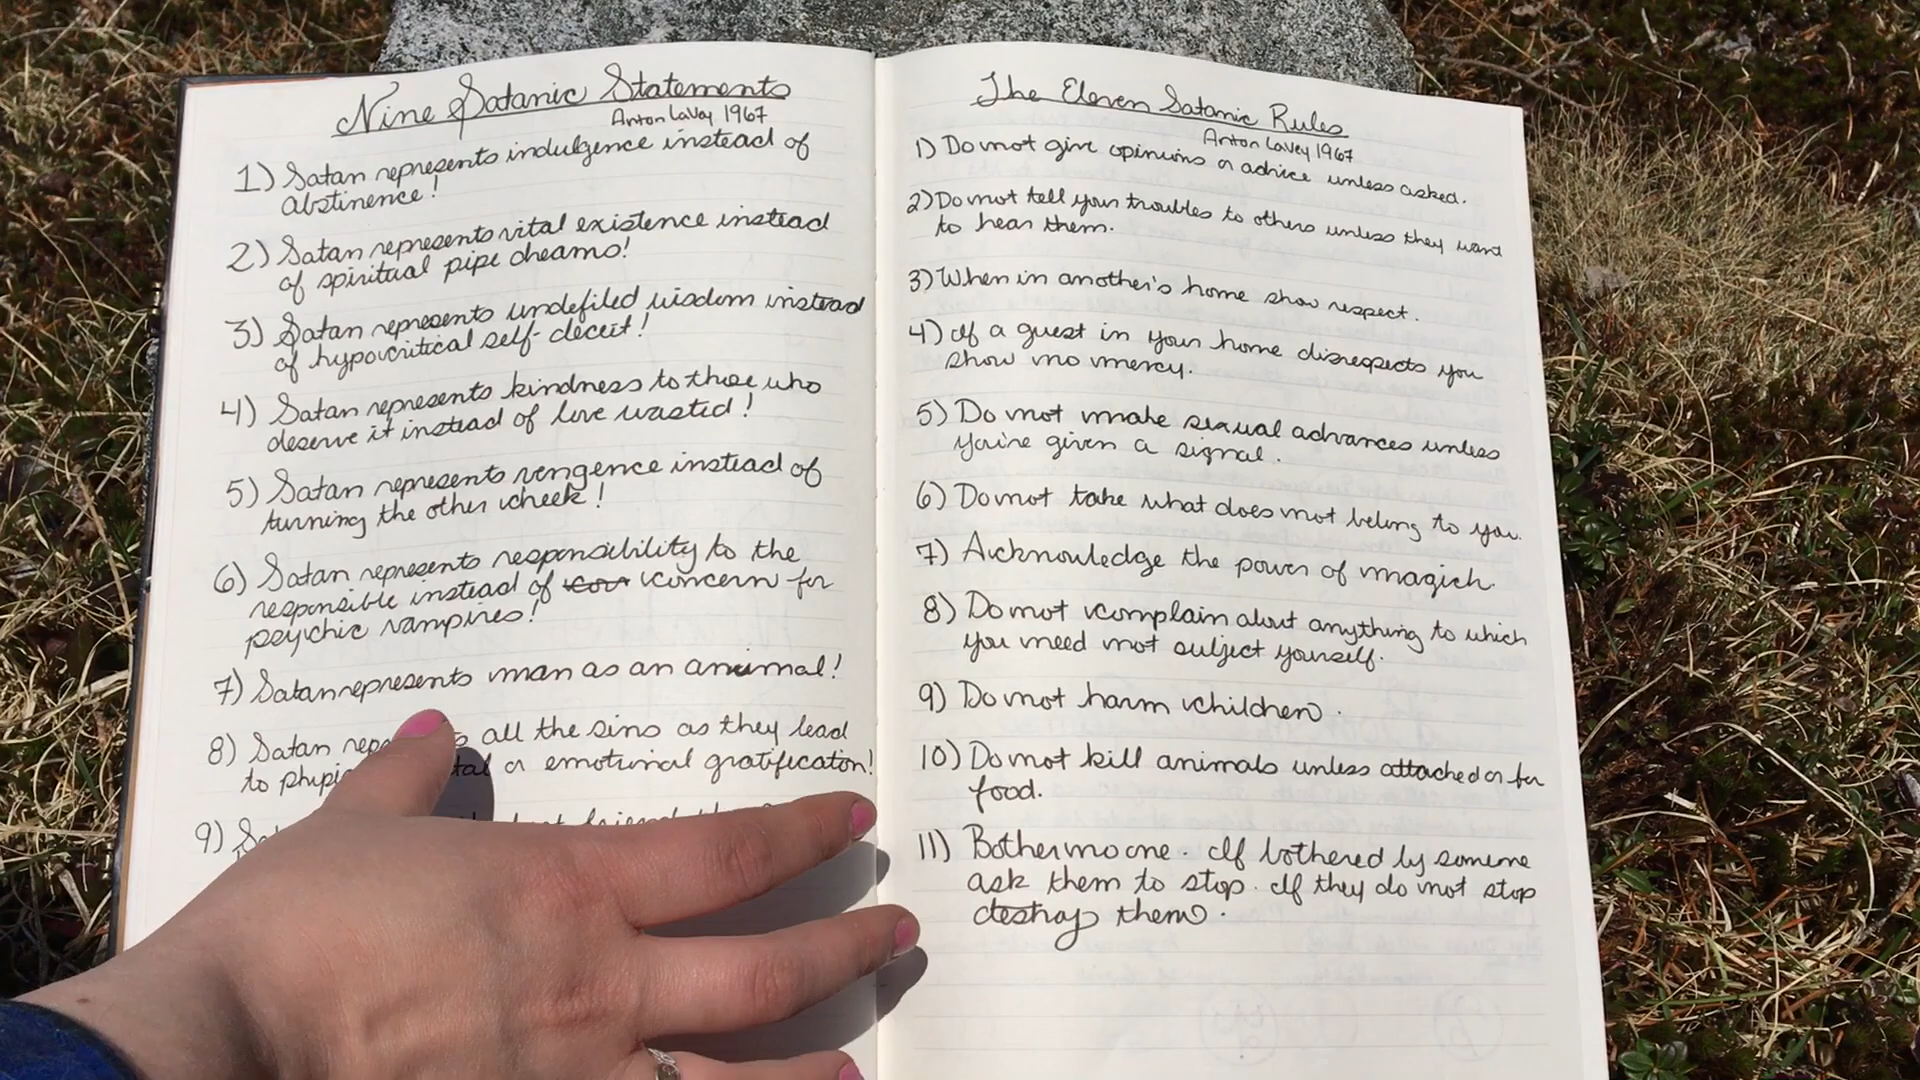 Nine Satanic Statements
Anton LaVey 1967
1) Satan represents indulgence instead of
abstinence!
2) Satan represents vital existence instead
of spiritual pipe dreams!
3) Satan represents undefiled wisdom instead
of hypocritical self-deceit!
4) Satan represents kindness to those who
deserve it instead of love wasted!
5) Satan represents vengence instead of
turning the other cheek!
6) Satan represents responsibility to the
responsible instead of concern for
psychic vampires!
7) Satan represents man as an animal!
8) Satan all the sins as they lead
to or emotional gratification!
9)
The Eleven Satanic Rules
Anton LaVey 1967
1) Do not give opinions or advice unless asked.
2) Do not tell your troubles to others unless they want
to hear them.
3) When in another's home show respect.
4) If a guest in your home disrespects you
show no mercy.
5) Do not make sexual advances unless
you're given a signal.
6) Do not take what does not belong to you.
7) Acknowledge the power of magick.
8) Do not complain about anything to which
you need not subject yourself.
9) Do not harm children.
10) Do not kill animals unless attacked or for
food.
11) Bother no one. If bothered by someone
ask them to stop. If they do not stop
destroy them.